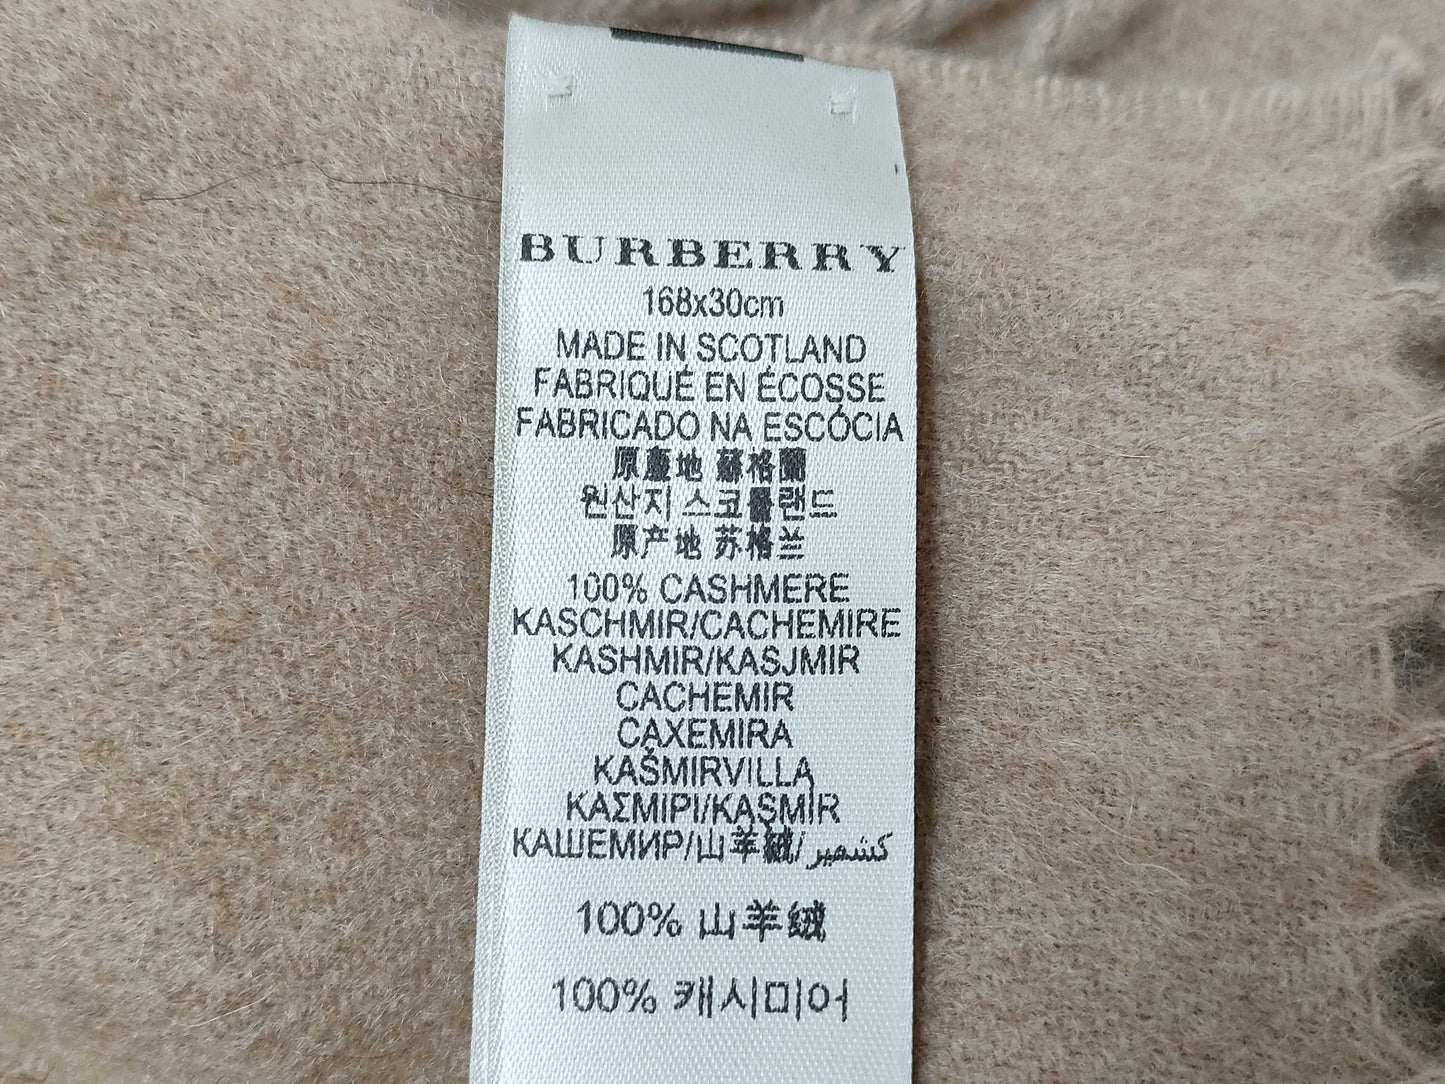 BURBERRY
168x30cm
MADE IN SCOTLAND
FABRIQUÉ EN ÉCOSSE
FABRICADO NA ESCÓCIA
原產地 蘇格蘭
원산지 스코틀랜드
原产地 苏格兰
100% CASHMERE
KASCHMIR/CACHEMIRE
KASHMIR/KASJMIR
CACHEMIR
CAXEMIRA
KAŠMIRVILLA
ΚΑΣΜΙΡΙ/KAŞMİR
КАШЕМИР/山羊絨/كشمير
100% 山羊绒
100% 캐시미어